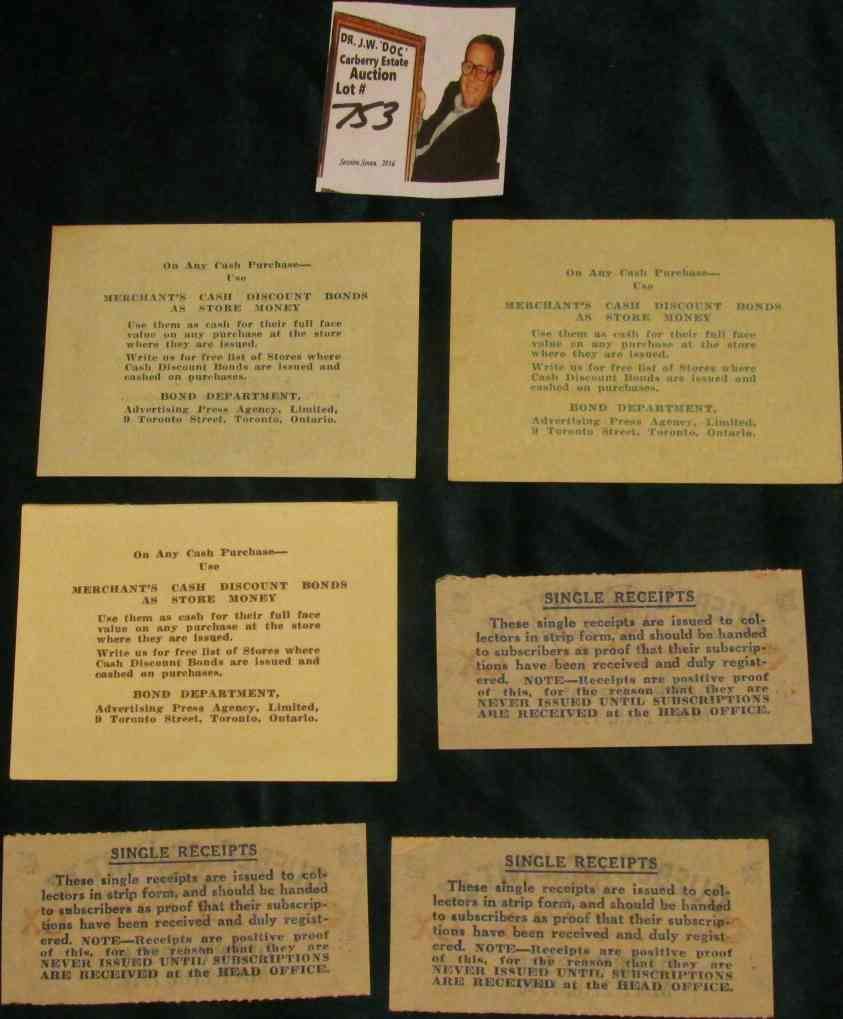 DR. J.W. 'DOC'
Carberry Estate
Auction
Lot #
753
On Any Cash Purchase—
Use
MERCHANT'S CASH DISCOUNT BONDS
AS STORE MONEY
Use them as cash for their full face
value on any purchase at the store
where they are issued.
Write us for free list of Stores where
Cash Discount Bonds are issued and
cashed on purchases.
BOND DEPARTMENT,
Advertising Press Agency, Limited,
9 Toronto Street, Toronto, Ontario.
On Any Cash Purchase—
Use
MERCHANT'S CASH DISCOUNT BONDS
AS STORE MONEY
Use them as cash for their full face
value on any purchase at the store
where they are issued.
Write us for free list of Stores where
Cash Discount Bonds are issued and
cashed on purchases.
BOND DEPARTMENT,
Advertising Press Agency, Limited,
9 Toronto Street, Toronto, Ontario.
On Any Cash Purchase—
Use
MERCHANT'S CASH DISCOUNT BONDS
AS STORE MONEY
Use them as cash for their full face
value on any purchase at the store
where they are issued.
Write us for free list of Stores where
Cash Discount Bonds are issued and
cashed on purchases.
BOND DEPARTMENT,
Advertising Press Agency, Limited,
9 Toronto Street, Toronto, Ontario.
SINGLE RECEIPTS
These single receipts are issued to col-
lectors in strip form, and should be handed
to subscribers as proof that their subscrip-
tions have been received and duly regist-
ered. NOTE—Receipts are positive proof
of this, for the reason that they are
NEVER ISSUED UNTIL SUBSCRIPTIONS
ARE RECEIVED at the HEAD OFFICE.
SINGLE RECEIPTS
These single receipts are issued to col-
lectors in strip form, and should be handed
to subscribers as proof that their subscrip-
tions have been received and duly regist-
ered. NOTE—Receipts are positive proof
of this, for the reason that they are
NEVER ISSUED UNTIL SUBSCRIPTIONS
ARE RECEIVED at the HEAD OFFICE.
SINGLE RECEIPTS
These single receipts are issued to col-
lectors in strip form, and should be handed
to subscribers as proof that their subscrip-
tions have been received and duly regist
ered. NOTE—Receipts are positive proof
of this, for the reason that they are
NEVER ISSUED UNTIL SUBSCRIPTIONS
ARE RECEIVED at the HEAD OFFICE.